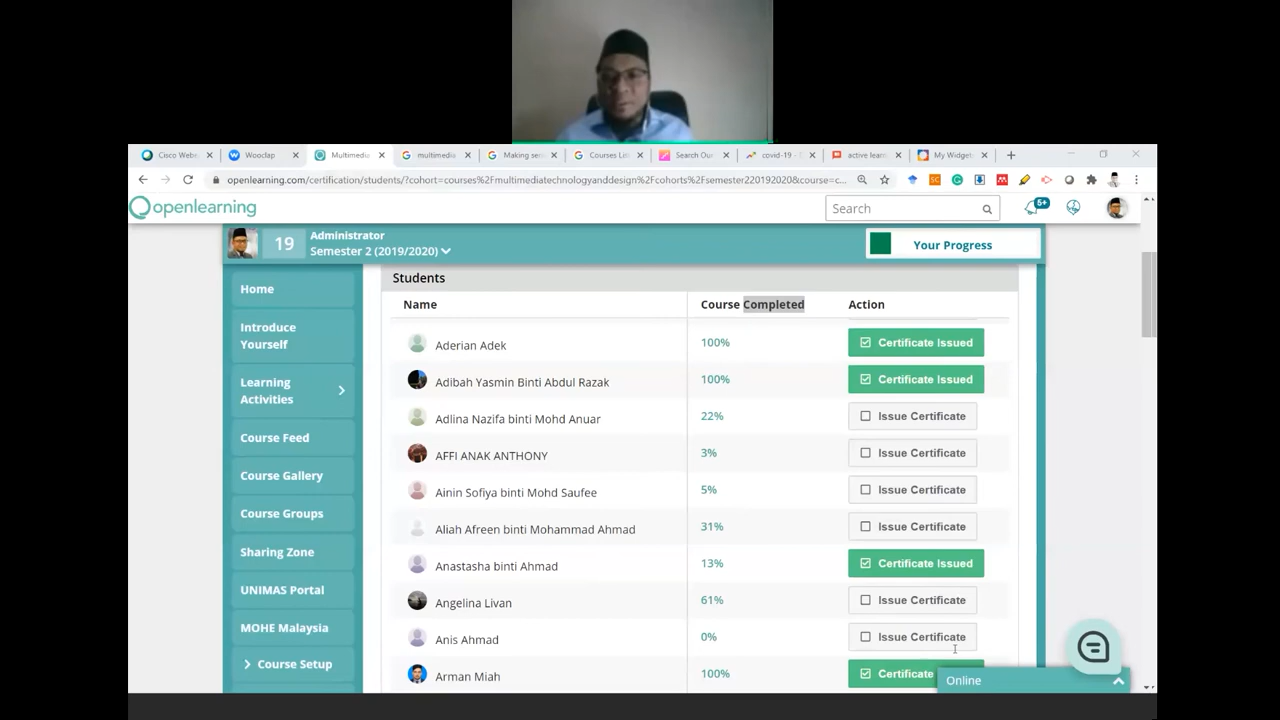 Cisco Web
Wooclap
Multimedia
multimedia
Making
Courses
Search Our
covid-19 -
active lear
My Widget
openlearning.com/certification/students/?cohort=courses%2Fmultimediatechnologyanddesign%2Fcohorts%2Fsemester220192020&course=c...
openlearning
Search
5+
19
Administrator
Semester 2 (2019/2020)
Your Progress
Home
Introduce
Yourself
Learning
Activities
Course Feed
Course Gallery
Course Groups
Sharing Zone
UNIMAS Portal
MOHE Malaysia
Course Setup
Students
Name Course Completed Action
Aderian Adek 100% Certificate Issued
Adibah Yasmin Binti Abdul Razak 100% Certificate Issued
Adlina Nazifa binti Mohd Anuar 22% Issue Certificate
AFFI ANAK ANTHONY 3% Issue Certificate
Ainin Sofiya binti Mohd Saufee 5% Issue Certificate
Aliah Afreen binti Mohammad Ahmad 31% Issue Certificate
Anastasha binti Ahmad 13% Certificate Issued
Angelina Livan 61% Issue Certificate
Anis Ahmad 0% Issue Certificate
Arman Miah 100% Certificate
Online